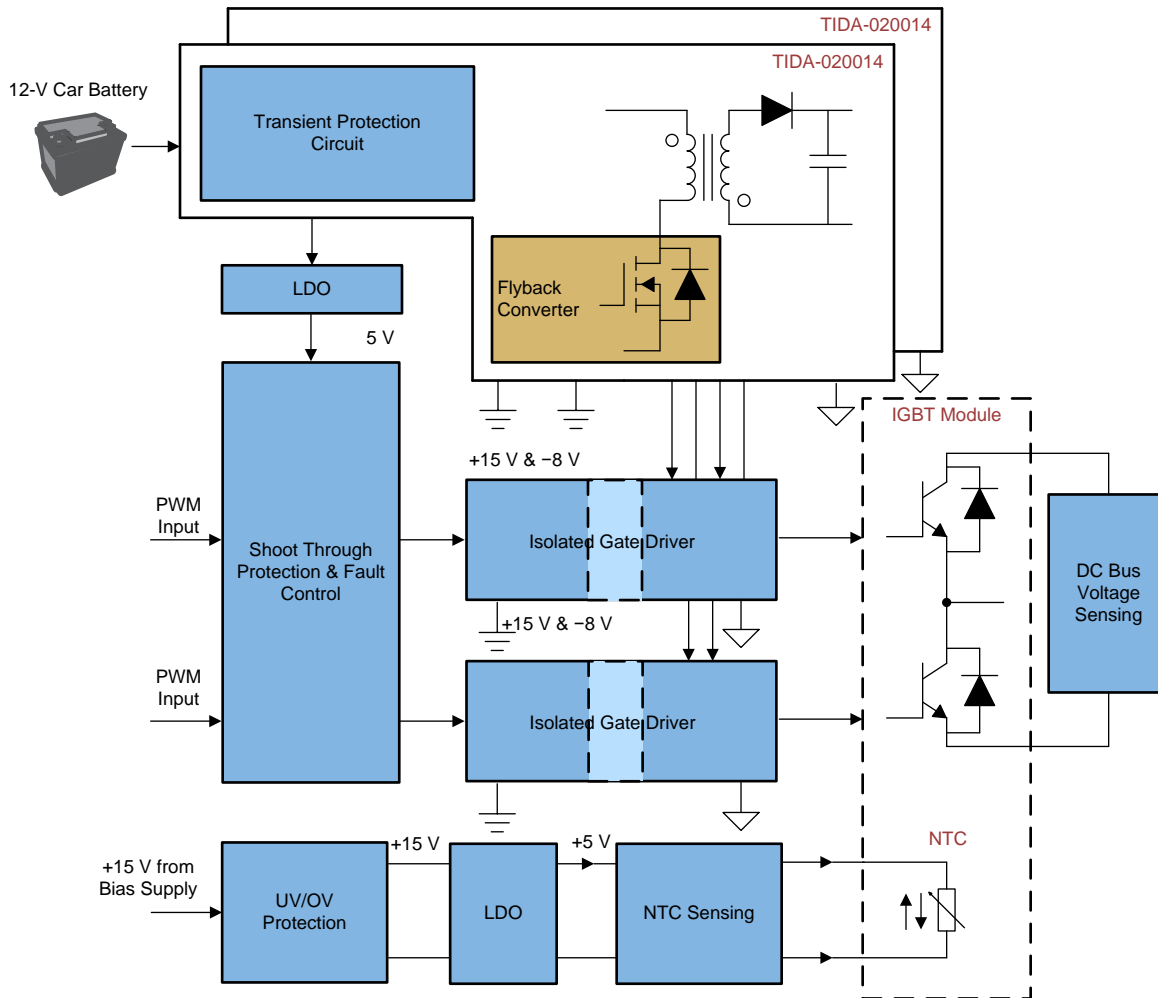 TIDA-020014
TIDA-020014
12-V Car Battery
Transient Protection
Circuit
Flyback
Converter
LDO
5 V
IGBT Module
+15 V & −8 V
PWM
Input
Isolated Gate Driver
Shoot Through
Protection & Fault
Control
DC Bus
Voltage
Sensing
+15 V & −8 V
PWM
Input
Isolated Gate Driver
+15 V
+5 V
NTC
+15 V from
Bias Supply
UV/OV
Protection
LDO
NTC Sensing